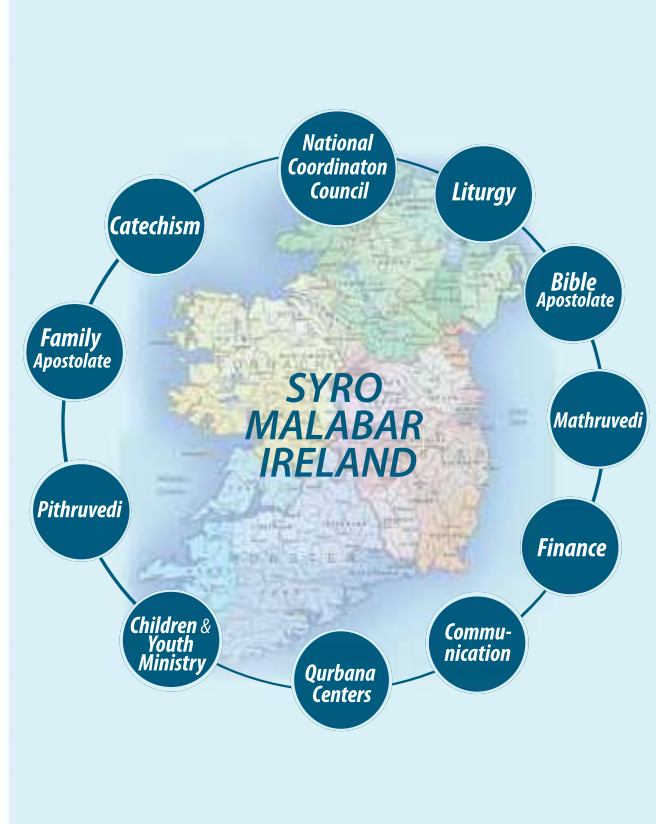 National
Coordinaton
Council
Liturgy
Bible
Apostolate
Mathruvedi
Finance
Commu-
nication
Qurbana
Centers
Children &
Youth
Ministry
Pithruvedi
Family
Apostolate
Catechism
SYRO
MALABAR
IRELAND